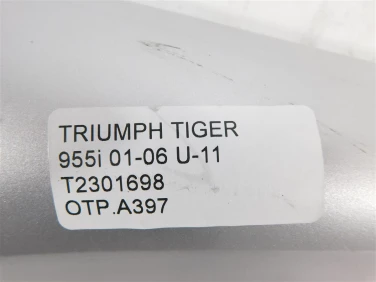 TRIUMPH TIGER
955i 01-06 U-11
T2301698
OTP.A397